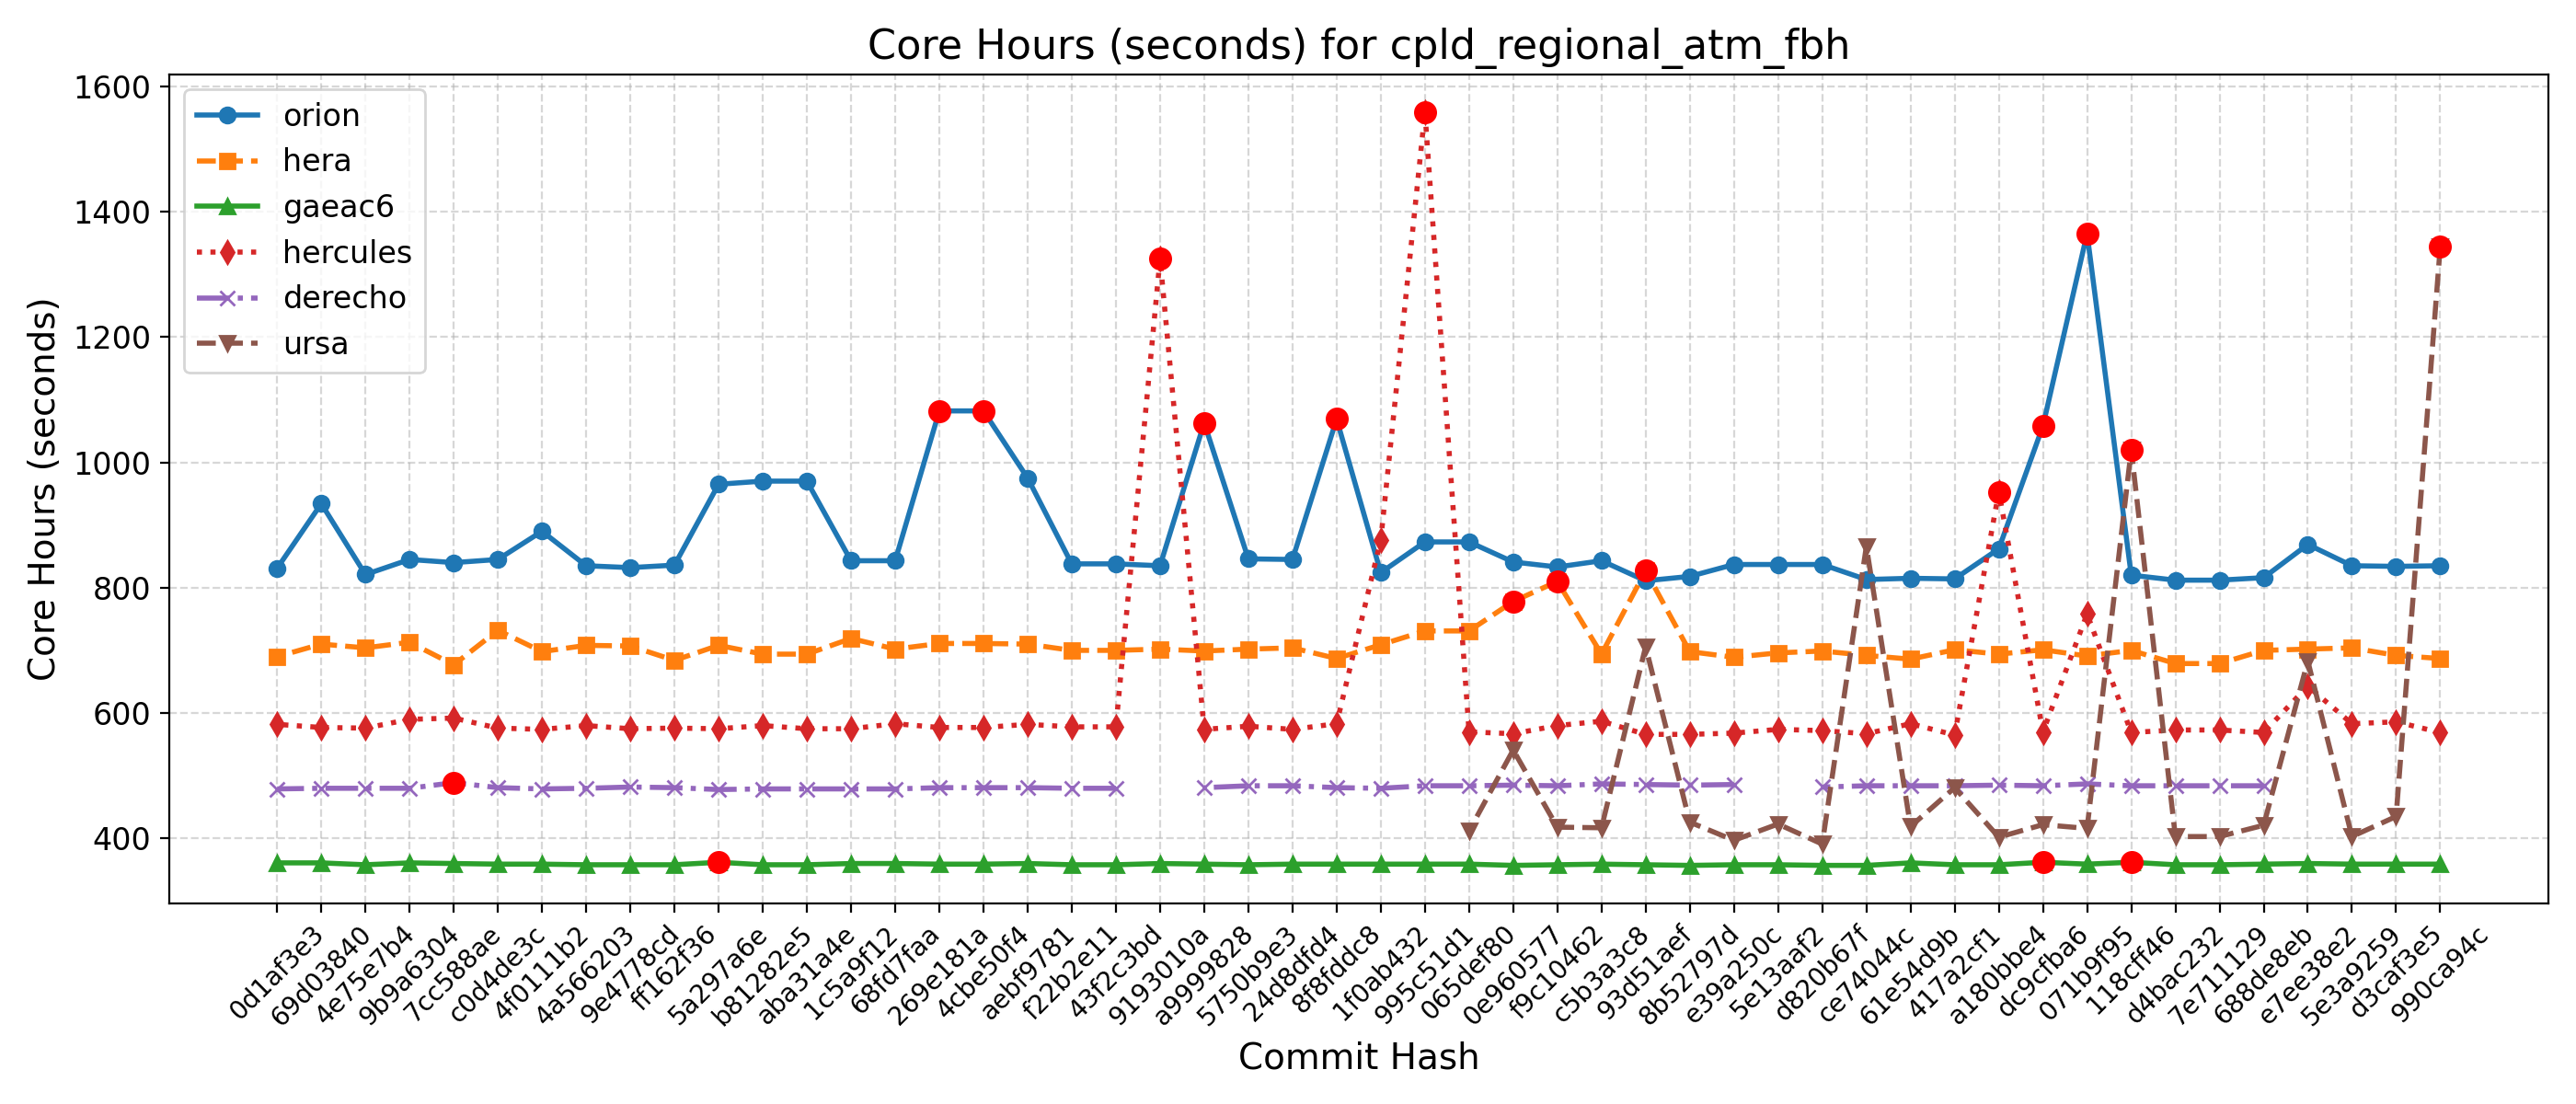 Core Hours (seconds) for cpld_regional_atm_fbh
1600
1400
1200
1000
800
600
400
Core Hours (seconds)
orion
hera
gaeac6
hercules
derecho
ursa
0d1af3e3
69d03840
4e75e7b4
9b9a6304
7cc588ae
c0d4de3c
4f0111b2
4a566203
9e4778cd
ff162f36
5a297a6e
b81282e5
aba31a4e
1c5a9f12
68fd7faa
269e181a
4cbe50f4
aebf9781
f22b2e11
43f2c3bd
9193010a
a9999828
5750b9e3
24d8dfd4
8f8fddc8
1f0ab432
995c51d1
065def80
0e960577
f9c10462
c5b3a3c8
93d51aef
8b52797d
e39a250c
5e13aaf2
d820b67f
ce74044c
61e54d9b
417a2cf1
a180bbe4
dc9cfba6
071b9f95
118cff46
d4bac232
7e711129
688de8eb
e7ee38e2
5e3a9259
d3caf3e5
990ca94c
Commit Hash